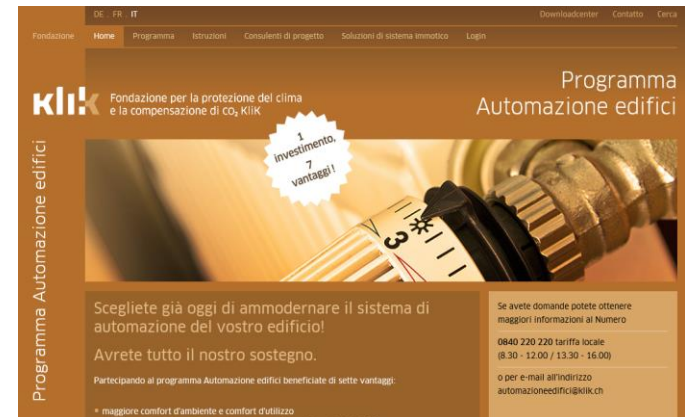 DE FR IT
Downloadcenter Contatto Cerca
Fondazione Home Programma Istruzioni Consulenti di progetto Soluzioni di sistema immotico Login
klik
Fondazione per la protezione del clima
e la compensazione di CO₂ KliK
Programma
Automazione edifici
1
investimento,
7
vantaggi!
3
Programma Automazione edifici
Scegliete già oggi di ammodernare il sistema di
automazione del vostro edificio!
Avrete tutto il nostro sostegno.
Partecipando al programma Automazione edifici beneficiate di sette vantaggi:
maggiore comfort d'ambiente e comfort d'utilizzo
Se avete domande potete ottenere
maggiori informazioni al Numero
0840 220 220 tariffa locale
(8.30 - 12.00 / 13.30 - 16.00)
o per e-mail all'indirizzo
automazioneedifici@klik.ch